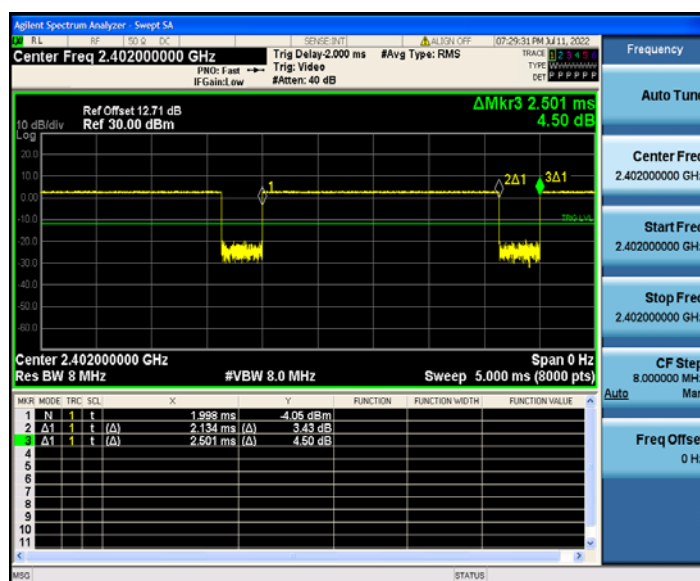 Agilent Spectrum Analyzer - Swept SA
RL RF 50 Ω DC SENSE:INT ALIGN OFF 07:29:31 PM Jul 11, 2022
Center Freq 2.402000000 GHz
Trig Delay-2.000 ms #Avg Type: RMS TRACE 1 2 3 4 5 6
PNO: Fast Trig: Video TYPE
IFGain:Low #Atten: 40 dB DET P P P P P P
Frequency
ΔMkr3 2.501 ms
4.50 dB
Ref Offset 12.71 dB
10 dB/div Ref 30.00 dBm
Log
20.0
10.0
0.00
-10.0
-20.0
-30.0
-40.0
-50.0
-60.0
1
2Δ1
3Δ1
TRIG LVL
Center 2.402000000 GHz Span 0 Hz
Res BW 8 MHz #VBW 8.0 MHz Sweep 5.000 ms (8000 pts)
MKR MODE TRC SCL X Y FUNCTION FUNCTION WIDTH FUNCTION VALUE
1 N 1 t 1.998 ms -4.05 dBm
2 Δ1 1 t (Δ) 2.134 ms (Δ) 3.43 dB
3 Δ1 1 t (Δ) 2.501 ms (Δ) 4.50 dB
4
5
6
7
8
9
10
11
MSG STATUS
Auto Tune
Center Freq
2.402000000 GHz
Start Freq
2.402000000 GHz
Stop Freq
2.402000000 GHz
CF Step
8.000000 MHz
Auto Man
Freq Offset
0 Hz